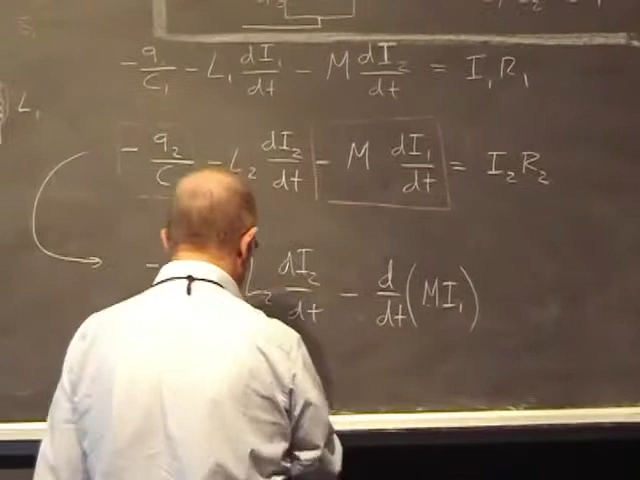 L₁
- q₁/C₁ - L₁ dI₁/dt - M dI₂/dt = I₁R₁
- q₂/C - L₂ dI₂/dt - M dI₁/dt = I₂R₂
- L₂ dI₂/dt - d/dt (MI₁)